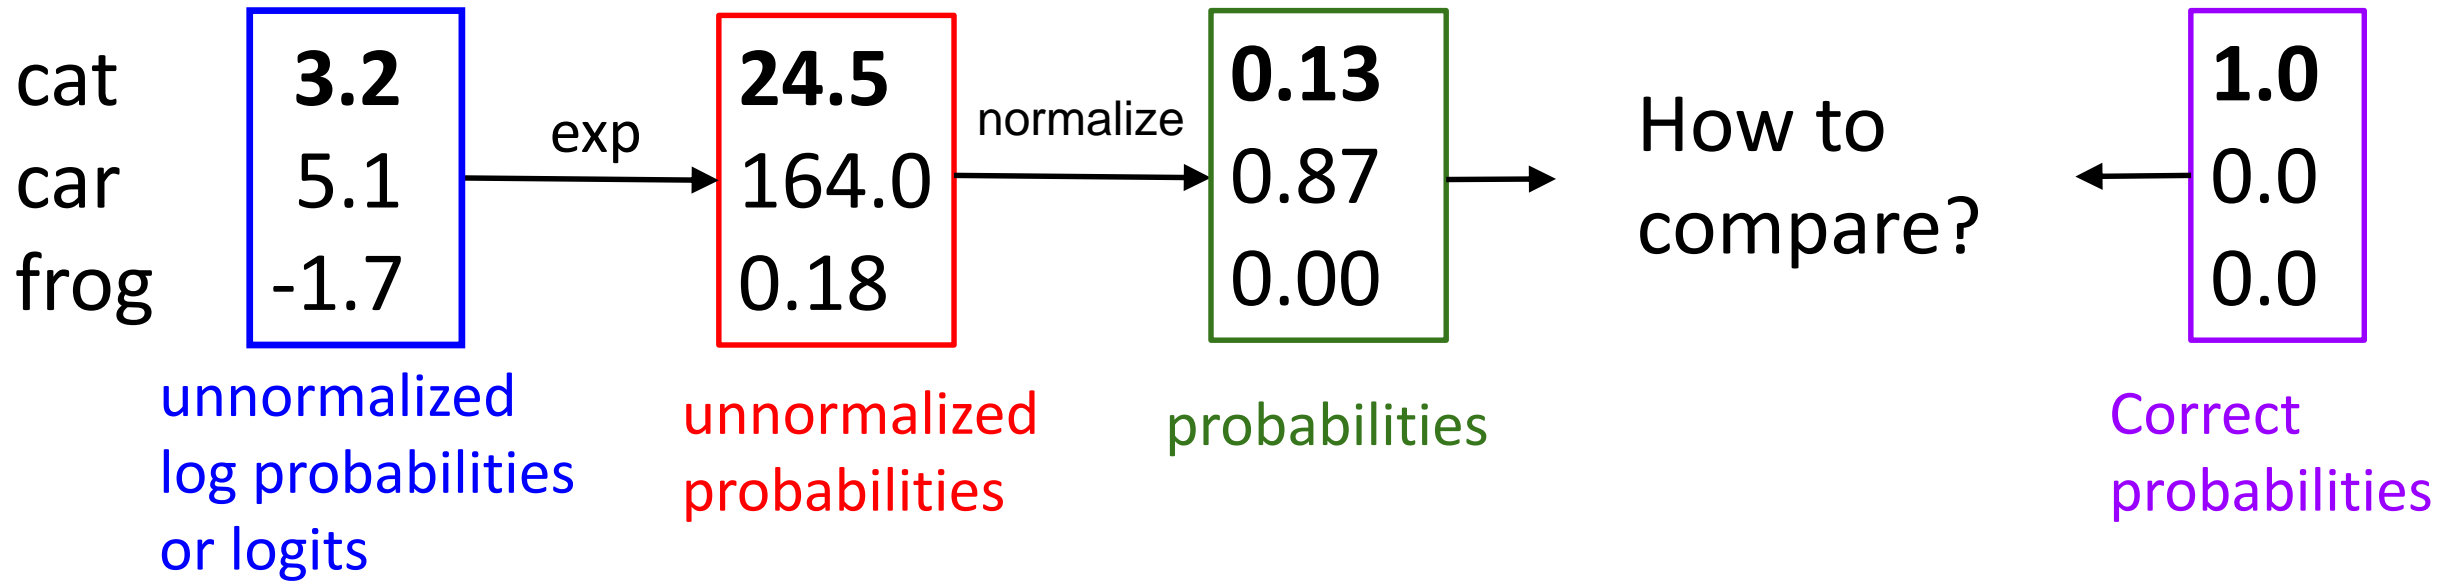 cat 3.2 24.5 0.13 1.0
exp normalize How to
car 5.1 164.0 0.87 0.0
compare?
frog -1.7 0.18 0.00 0.0
unnormalized
log probabilities
or logits
unnormalized
probabilities
probabilities
Correct
probabilities